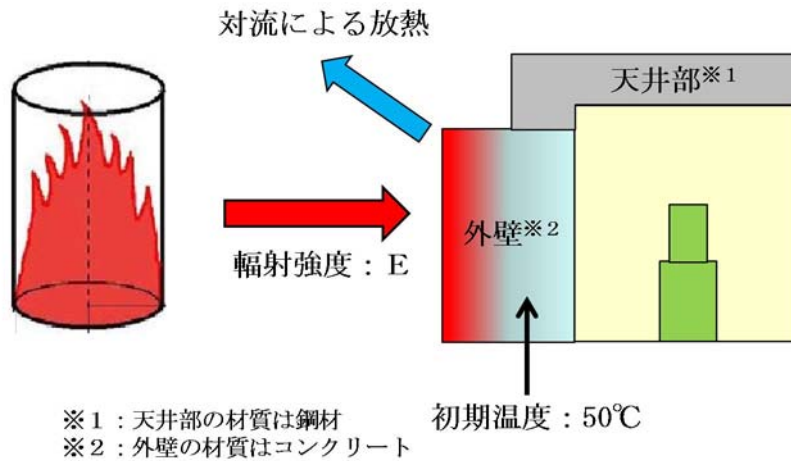 対流による放熱
天井部※1
外壁※2
輻射強度：E
初期温度：50℃
※1：天井部の材質は鋼材
※2：外壁の材質はコンクリート